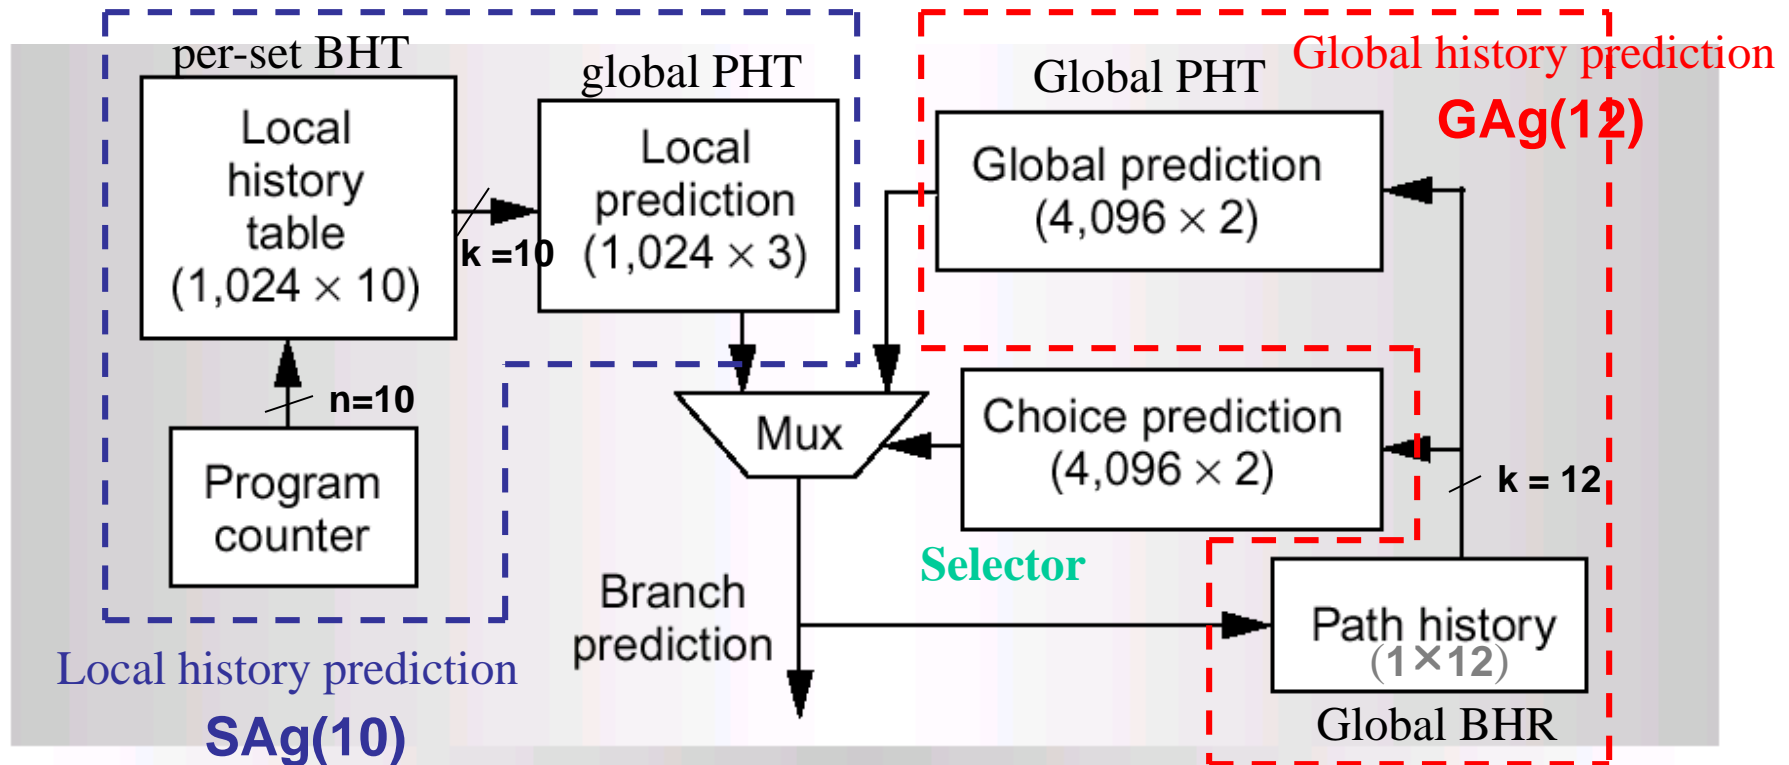 per-set BHT
Local
history
table
(1,024 × 10)
k =10
n=10
Program
counter
Local history prediction
SAg(10)
global PHT
Local
prediction
(1,024 × 3)
Mux
Branch
prediction
Global history prediction
GAg(12)
Global PHT
Global prediction
(4,096 × 2)
Choice prediction
(4,096 × 2)
Selector
k = 12
Path history
(1×12)
Global BHR